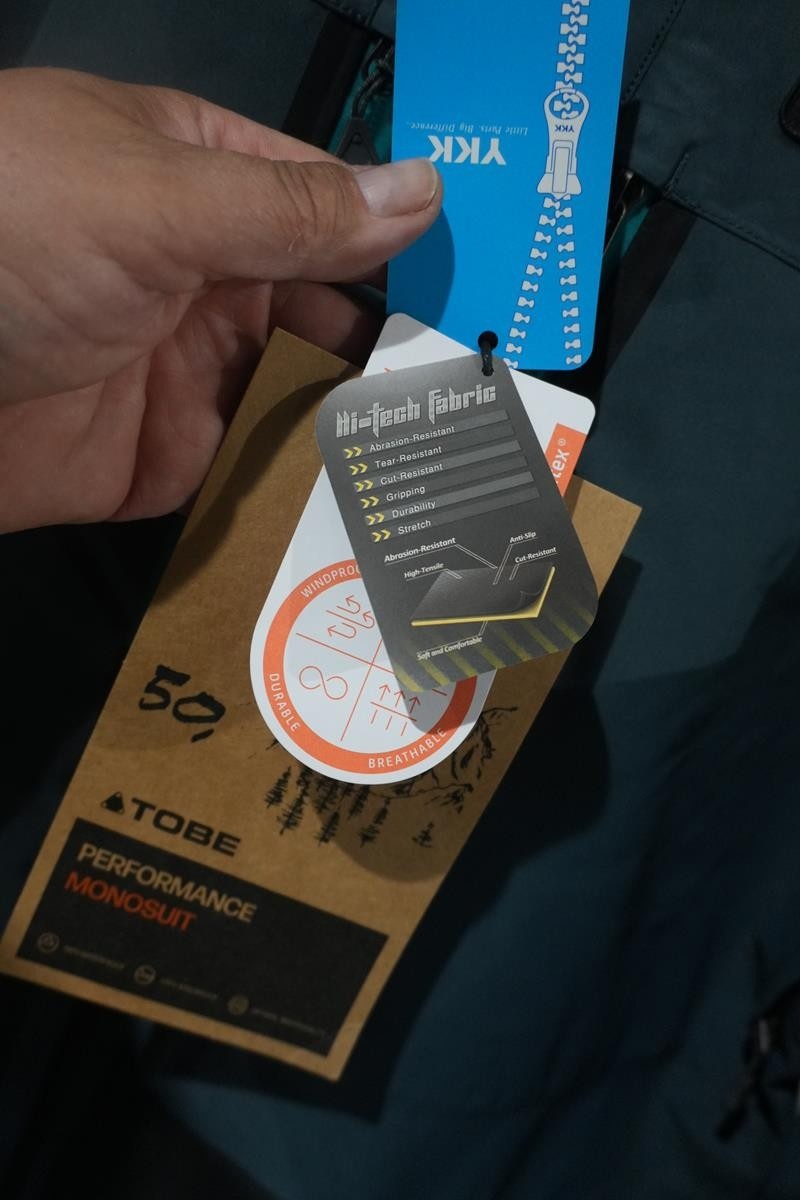 Little Parts. Big Difference.
YKK
YKK
Hi-Tech Fabric
Abrasion-Resistant
Tear-Resistant
Cut-Resistant
Gripping
Durability
Stretch
Abrasion-Resistant
Anti-Slip
High-Tensile
Cut-Resistant
Soft and Comfortable
DURABLE
BREATHABLE
50,
TOBE
PERFORMANCE
MONOSUIT